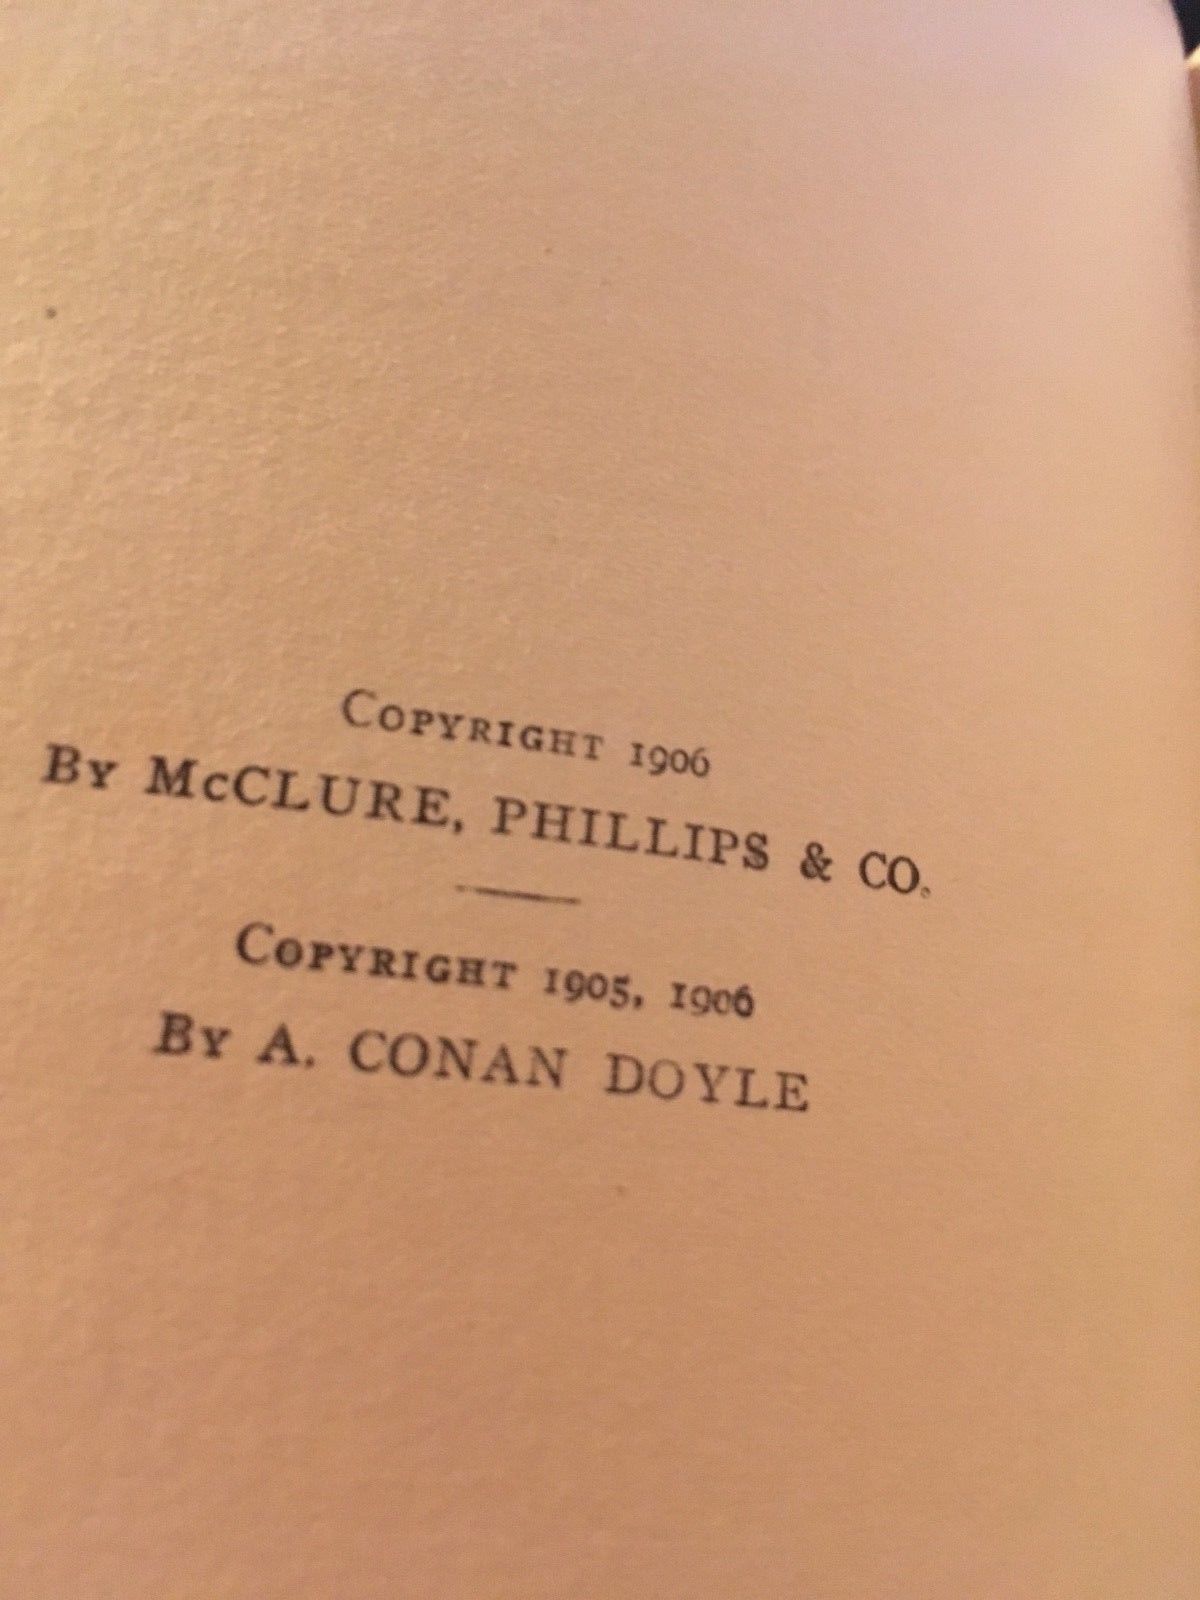 Copyright 1906
By McCLURE, PHILLIPS & CO.
Copyright 1905, 1906
By A. CONAN DOYLE